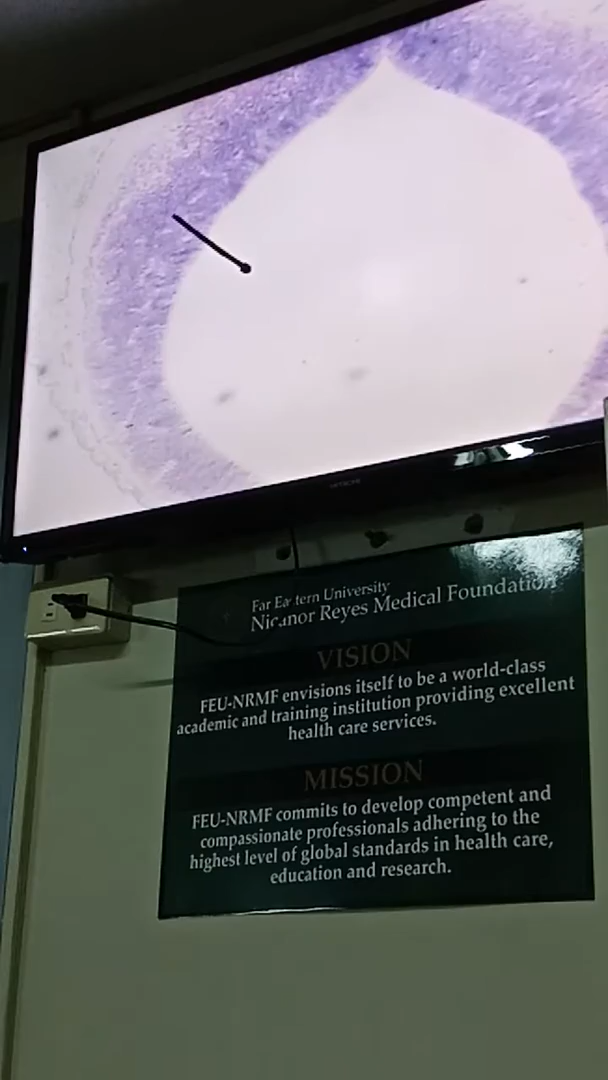 HITACHI
Far Eastern University
Nicanor Reyes Medical Foundation
VISION
FEU-NRMF envisions itself to be a world-class
academic and training institution providing excellent
health care services.
MISSION
FEU-NRMF commits to develop competent and
compassionate professionals adhering to the
highest level of global standards in health care,
education and research.